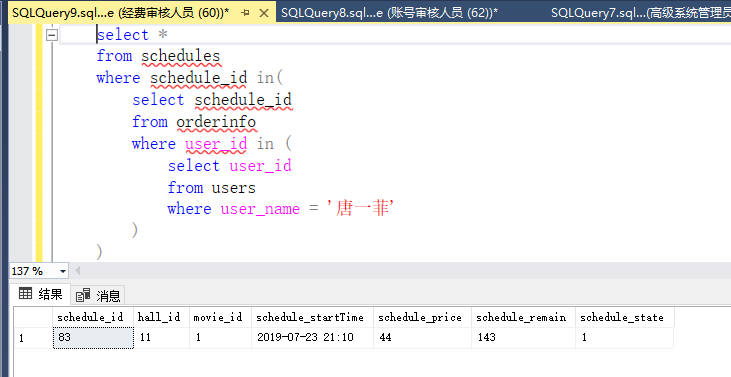 SQLQuery9.sql...e (经费审核人员 (60))* SQLQuery8.sql...e (账号审核人员 (62))* SQLQuery7.sql...(高级系统管理员
select *
from schedules
where schedule_id in(
select schedule_id
from orderinfo
where user_id in (
select user_id
from users
where user_name = '唐一菲'
)
)
137 %
结果 消息
schedule_id hall_id movie_id schedule_startTime schedule_price schedule_remain schedule_state
1 83 11 1 2019-07-23 21:10 44 143 1